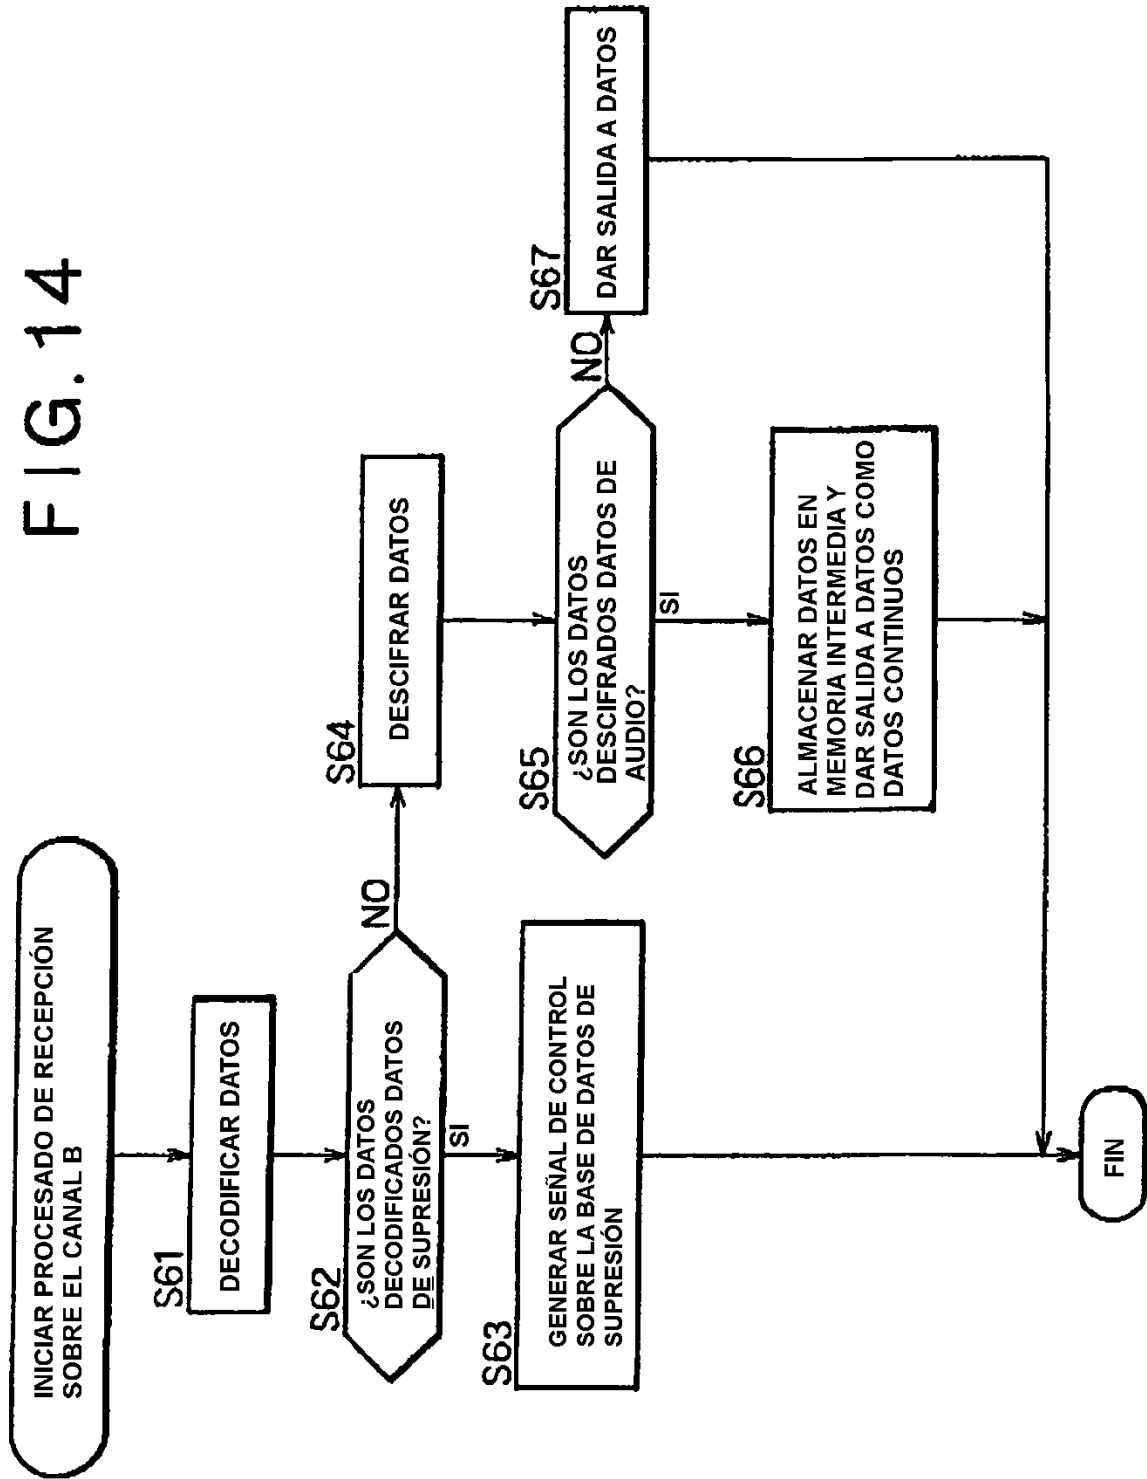 FIG. 14
INICIAR PROCESADO DE RECEPCIÓN
SOBRE EL CANAL B
S61
DECODIFICAR DATOS
S62
¿SON LOS DATOS
DECODIFICADOS DATOS
DE SUPRESIÓN?
NO
SI
S63
GENERAR SEÑAL DE CONTROL
SOBRE LA BASE DE DATOS DE
SUPRESIÓN
S64
DESCIFRAR DATOS
S65
¿SON LOS DATOS
DESCIFRADOS DATOS DE
AUDIO?
NO
SI
S66
ALMACENAR DATOS EN
MEMORIA INTERMEDIA Y
DAR SALIDA A DATOS COMO
DATOS CONTINUOS
S67
DAR SALIDA A DATOS
FIN